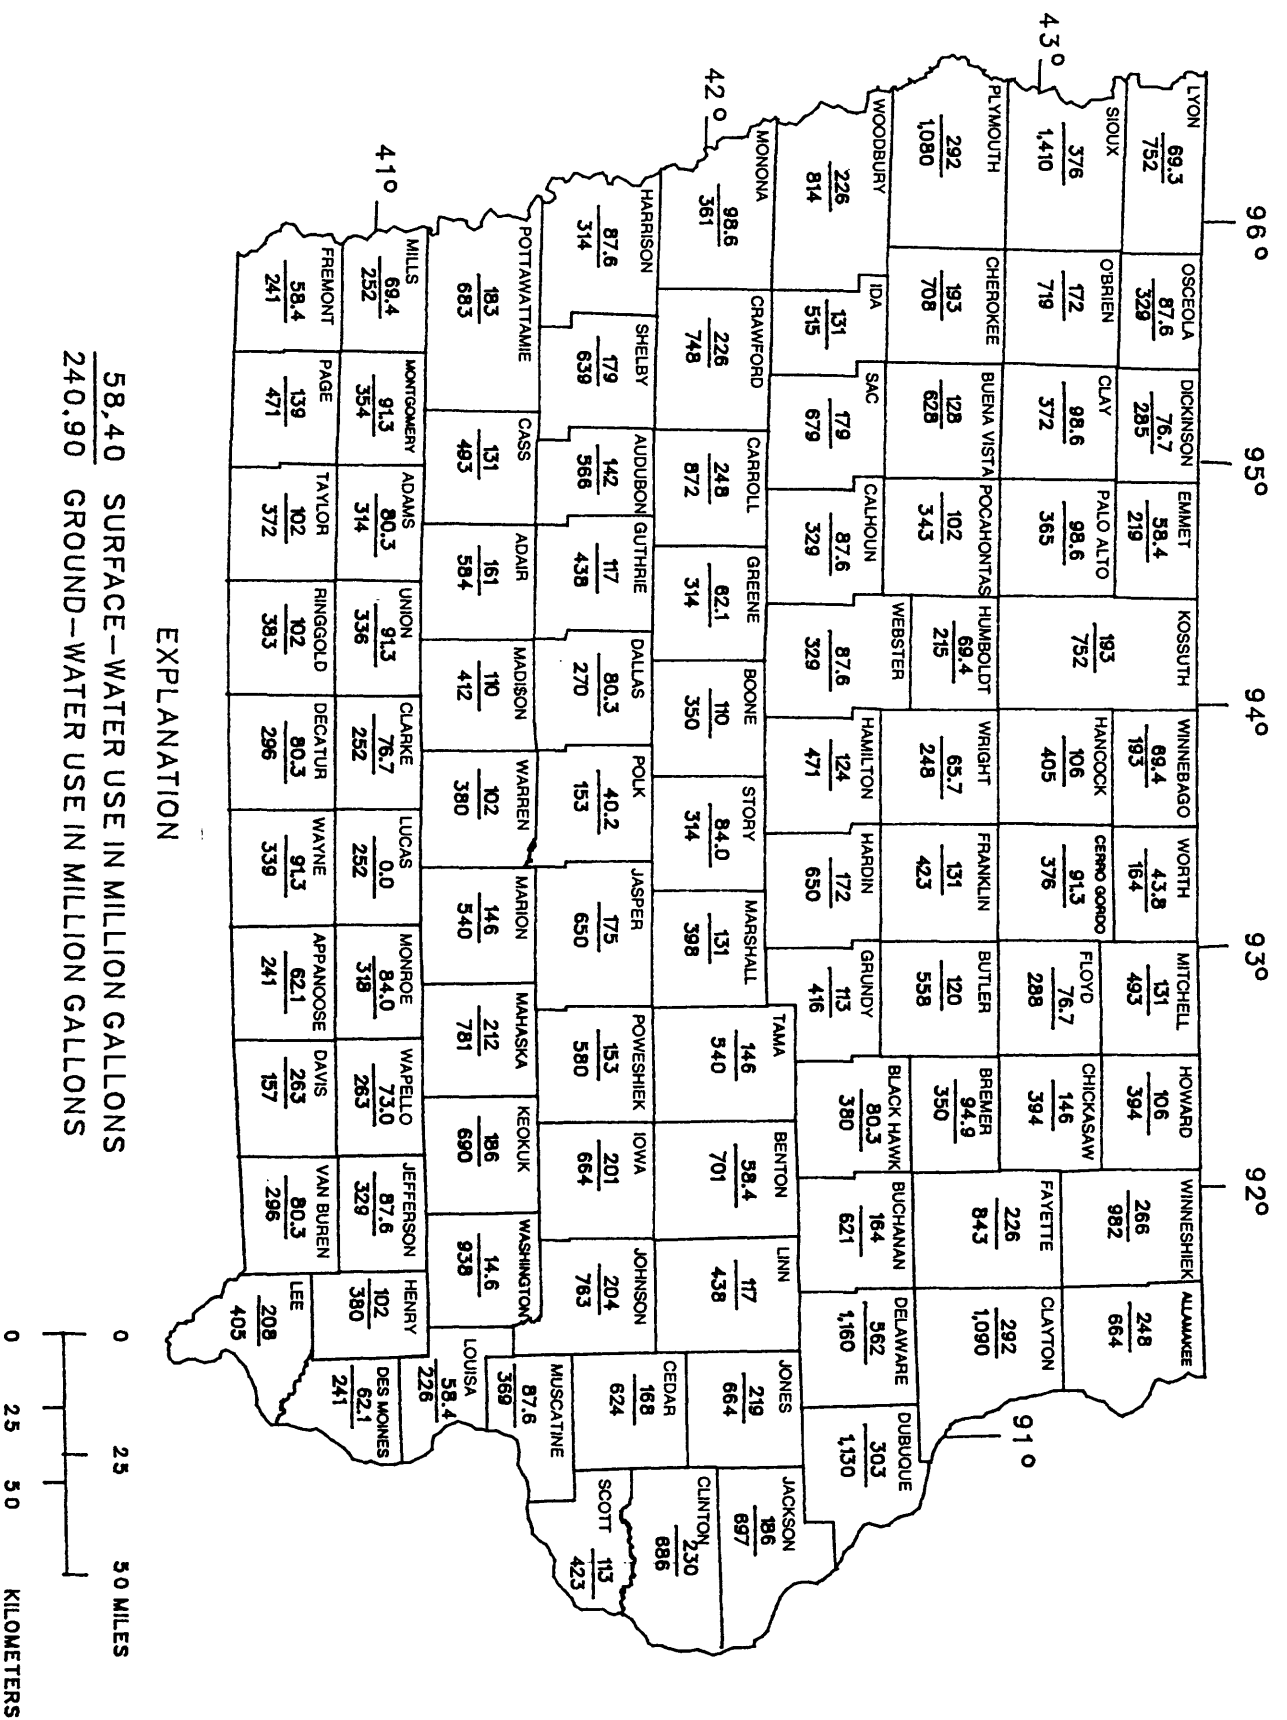 96° 95° 94° 93° 92°
43°
42°
41°
91°
LYON
69.3
752
OSCEOLA
87.6
329
DICKINSON
76.7
285
EMMET
58.4
219
KOSSUTH
193
752
WINNEBAGO
69.4
193
WORTH
43.8
164
MITCHELL
131
493
HOWARD
106
394
WINNESHIEK
266
982
ALLAMAKEE
248
664
SIOUX
376
1,410
O'BRIEN
172
719
CLAY
98.6
372
PALO ALTO
98.6
365
HANCOCK
106
405
CERRO GORDO
91.3
376
FLOYD
76.7
288
CHICKASAW
146
394
PLYMOUTH
292
1,080
CHEROKEE
193
708
BUENA VISTA
128
628
POCAHONTAS
102
343
HUMBOLDT
69.4
215
WRIGHT
65.7
248
FRANKLIN
131
423
BUTLER
120
558
BREMER
94.9
350
FAYETTE
226
843
CLAYTON
292
1,090
WOODBURY
226
814
IDA
131
515
SAC
179
679
CALHOUN
87.6
329
WEBSTER
87.6
329
HAMILTON
124
471
HARDIN
172
650
GRUNDY
113
416
BLACK HAWK
80.3
380
BUCHANAN
164
621
DELAWARE
562
1,160
DUBUQUE
303
1,130
MONONA
98.6
361
CRAWFORD
226
748
CARROLL
248
872
GREENE
62.1
314
BOONE
110
350
STORY
84.0
314
MARSHALL
131
398
TAMA
146
540
BENTON
58.4
701
LINN
117
438
JONES
219
664
JACKSON
186
697
HARRISON
87.6
314
SHELBY
179
639
AUDUBON
142
566
GUTHRIE
117
438
DALLAS
80.3
270
POLK
40.2
153
JASPER
175
650
POWESHIEK
153
580
IOWA
201
664
JOHNSON
204
763
CEDAR
168
624
CLINTON
230
686
SCOTT
113
423
MUSCATINE
87.6
369
POTTAWATTAMIE
183
683
CASS
131
493
ADAIR
161
584
MADISON
110
412
WARREN
102
380
MARION
146
540
MAHASKA
212
781
KEOKUK
186
690
WASHINGTON
14.6
938
LOUISA
58.4
226
MILLS
69.4
252
MONTGOMERY
91.3
354
ADAMS
80.3
314
UNION
91.3
336
CLARKE
76.7
252
LUCAS
0.0
252
MONROE
84.0
318
WAPELLO
73.0
263
JEFFERSON
87.6
329
HENRY
102
380
DES MOINES
62.1
241
FREMONT
58.4
241
PAGE
139
471
TAYLOR
102
372
RINGGOLD
102
383
DECATUR
80.3
296
WAYNE
91.3
339
APPANOOSE
62.1
241
DAVIS
263
157
VAN BUREN
80.3
296
LEE
208
405
EXPLANATION
58,40 SURFACE-WATER USE IN MILLION GALLONS
240.90 GROUND-WATER USE IN MILLION GALLONS
0 25 50 MILES
0 25 50 KILOMETERS